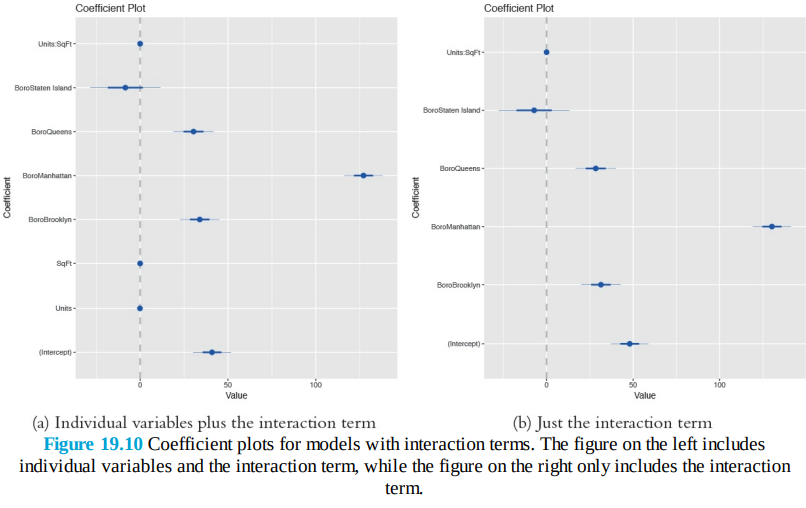 Coefficient Plot
Units:SqFt
BoroStaten Island
BoroQueens
BoroManhattan
BoroBrooklyn
SqFt
Units
(Intercept)
Coefficient
0
50
100
Value
(a) Individual variables plus the interaction term
Coefficient Plot
Units:SqFt
BoroStaten Island
BoroQueens
BoroManhattan
BoroBrooklyn
(Intercept)
Coefficient
0
50
100
Value
(b) Just the interaction term
Figure 19.10 Coefficient plots for models with interaction terms. The figure on the left includes
individual variables and the interaction term, while the figure on the right only includes the interaction
term.